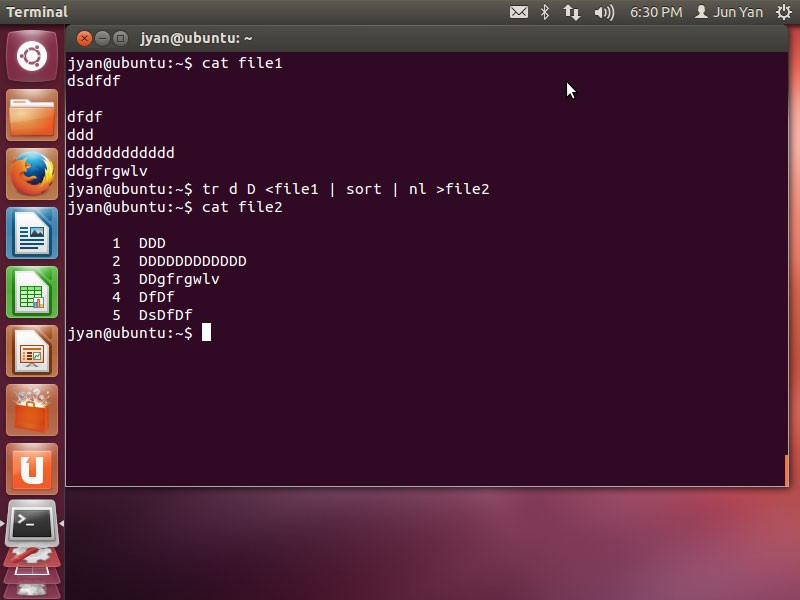 Terminal
6:30 PM Jun Yan
jyan@ubuntu: ~
jyan@ubuntu:~$ cat file1
dsdfdf
dfdf
ddd
dddddddddddd
ddgfrgwlv
jyan@ubuntu:~$ tr d D <file1 | sort | nl >file2
jyan@ubuntu:~$ cat file2
1 DDD
2 DDDDDDDDDDDD
3 DDgfrgwlv
4 DfDf
5 DsDfDf
jyan@ubuntu:~$